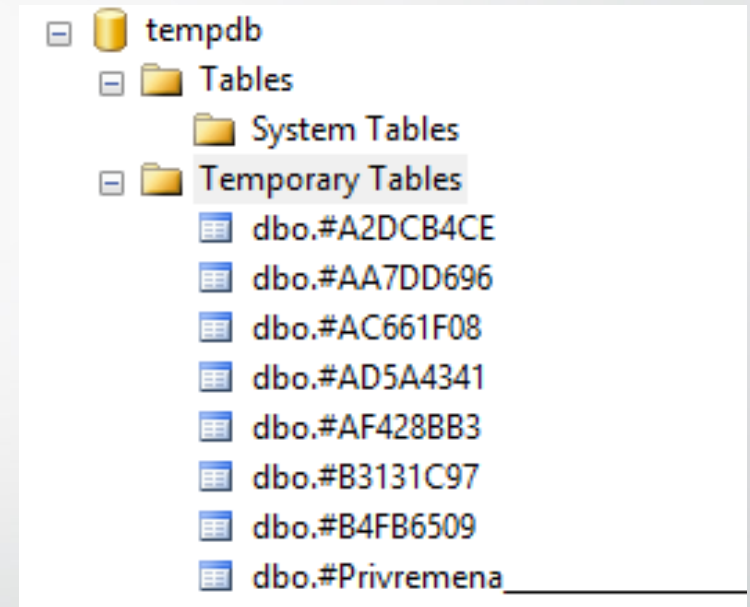 tempdb
Tables
System Tables
Temporary Tables
dbo.#A2DCB4CE
dbo.#AA7DD696
dbo.#AC661F08
dbo.#AD5A4341
dbo.#AF428BB3
dbo.#B3131C97
dbo.#B4FB6509
dbo.#Privremena_________________